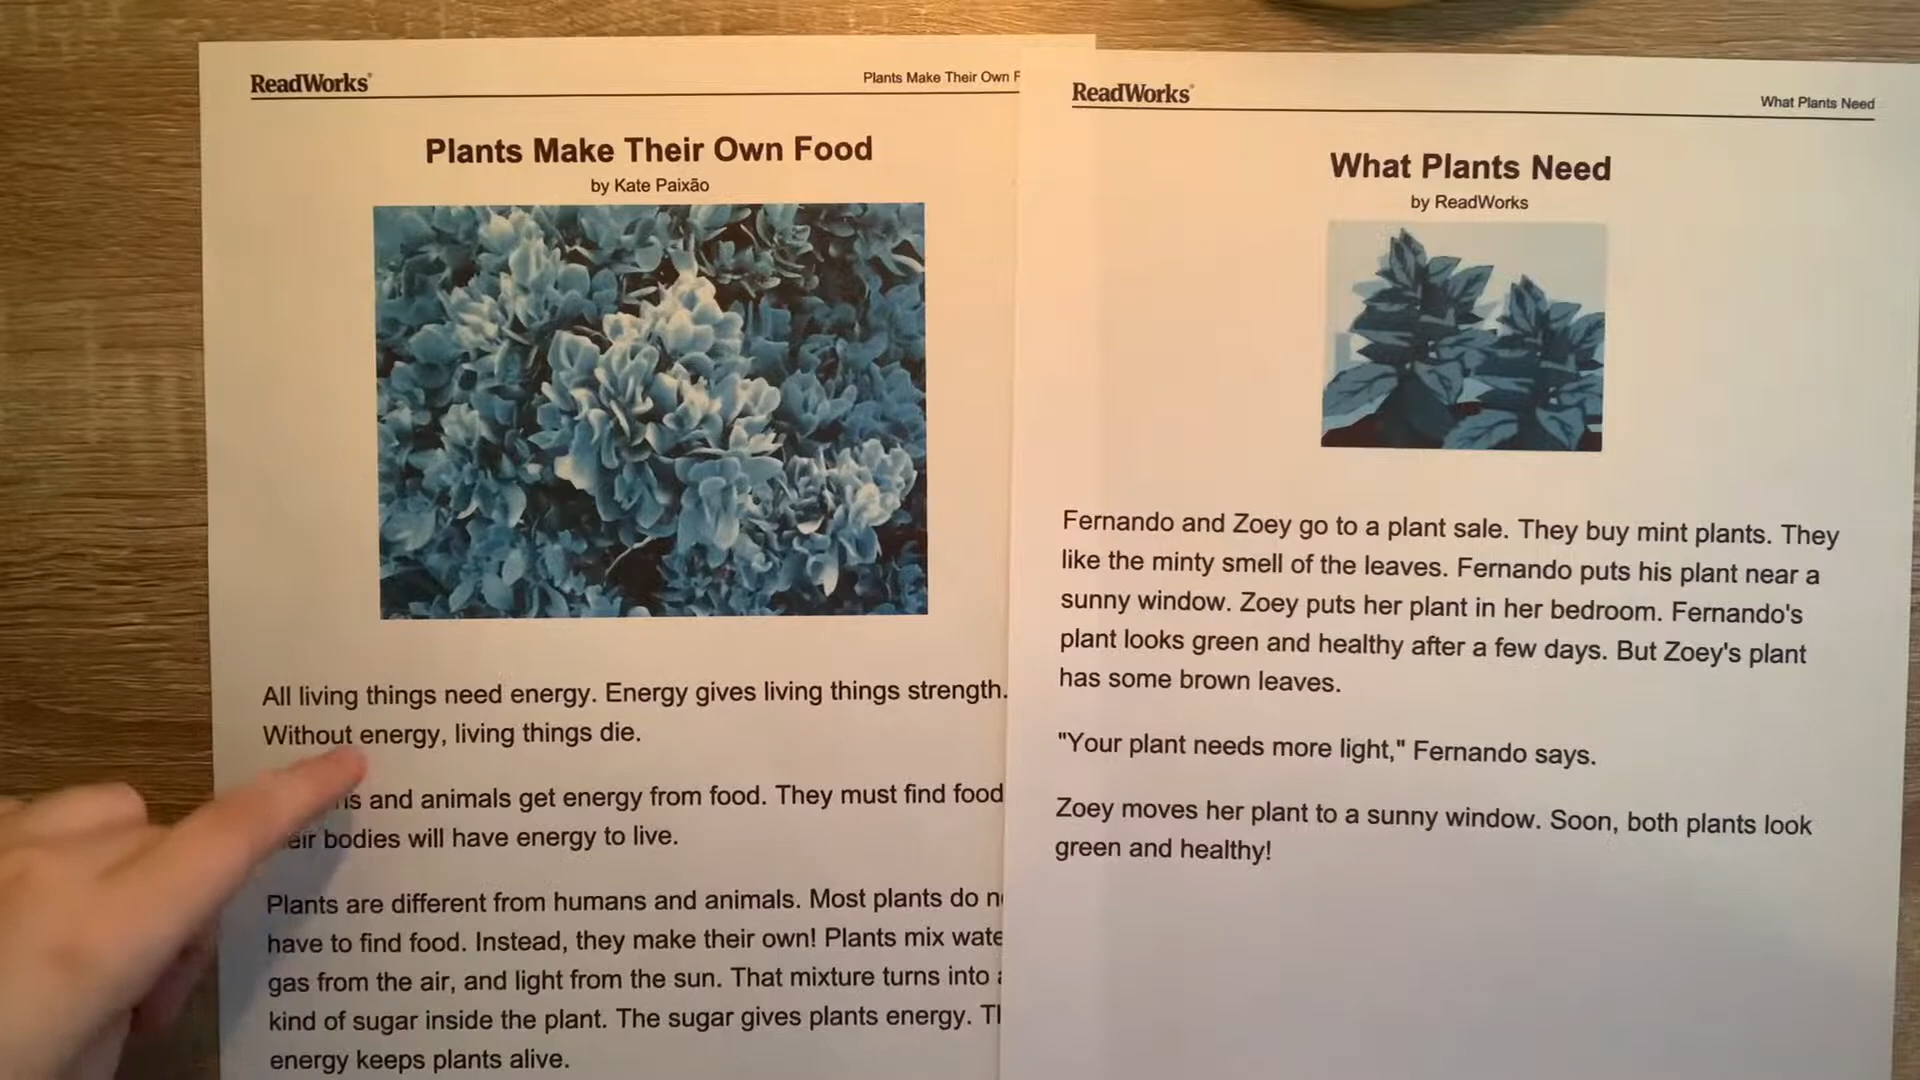 ReadWorks®
Plants Make Their Own
Plants Make Their Own Food
by Kate Paixão
All living things need energy. Energy gives living things strength.
Without energy, living things die.
and animals get energy from food. They must find food
bodies will have energy to live.
Plants are different from humans and animals. Most plants do
have to find food. Instead, they make their own! Plants mix
gas from the air, and light from the sun. That mixture turns into
kind of sugar inside the plant. The sugar gives plants energy.
energy keeps plants alive.
ReadWorks®
What Plants Need
What Plants Need
by ReadWorks
Fernando and Zoey go to a plant sale. They buy mint plants. They
like the minty smell of the leaves. Fernando puts his plant near a
sunny window. Zoey puts her plant in her bedroom. Fernando's
plant looks green and healthy after a few days. But Zoey's plant
has some brown leaves.
"Your plant needs more light," Fernando says.
Zoey moves her plant to a sunny window. Soon, both plants look
green and healthy!